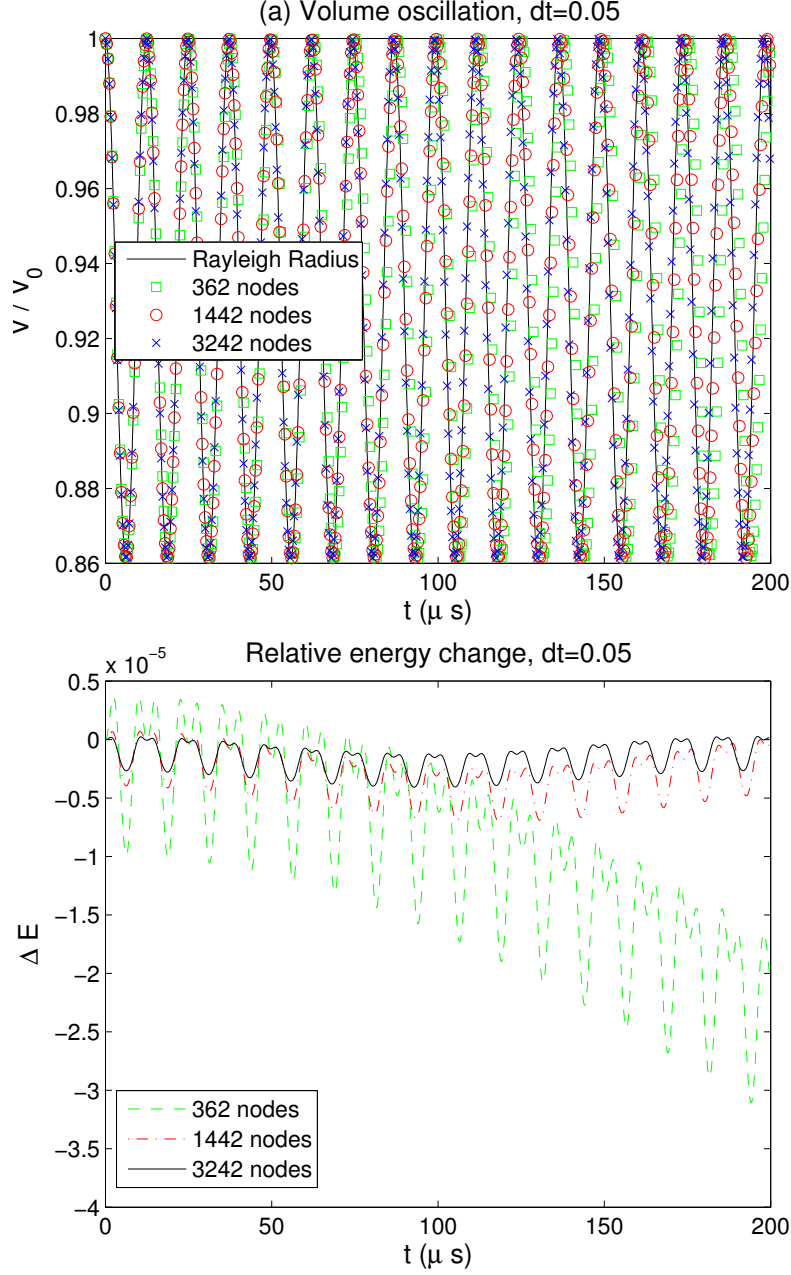 (a) Volume oscillation, dt=0.05
1
0.98
0.96
0.94
0.92
0.9
0.88
0.86
v / v₀
Rayleigh Radius
362 nodes
1442 nodes
3242 nodes
0 50 100 150 200
t (μ s)
x 10⁻⁵
Relative energy change, dt=0.05
0.5
0
−0.5
−1
−1.5
−2
−2.5
−3
−3.5
−4
Δ E
362 nodes
1442 nodes
3242 nodes
0 50 100 150 200
t (μ s)